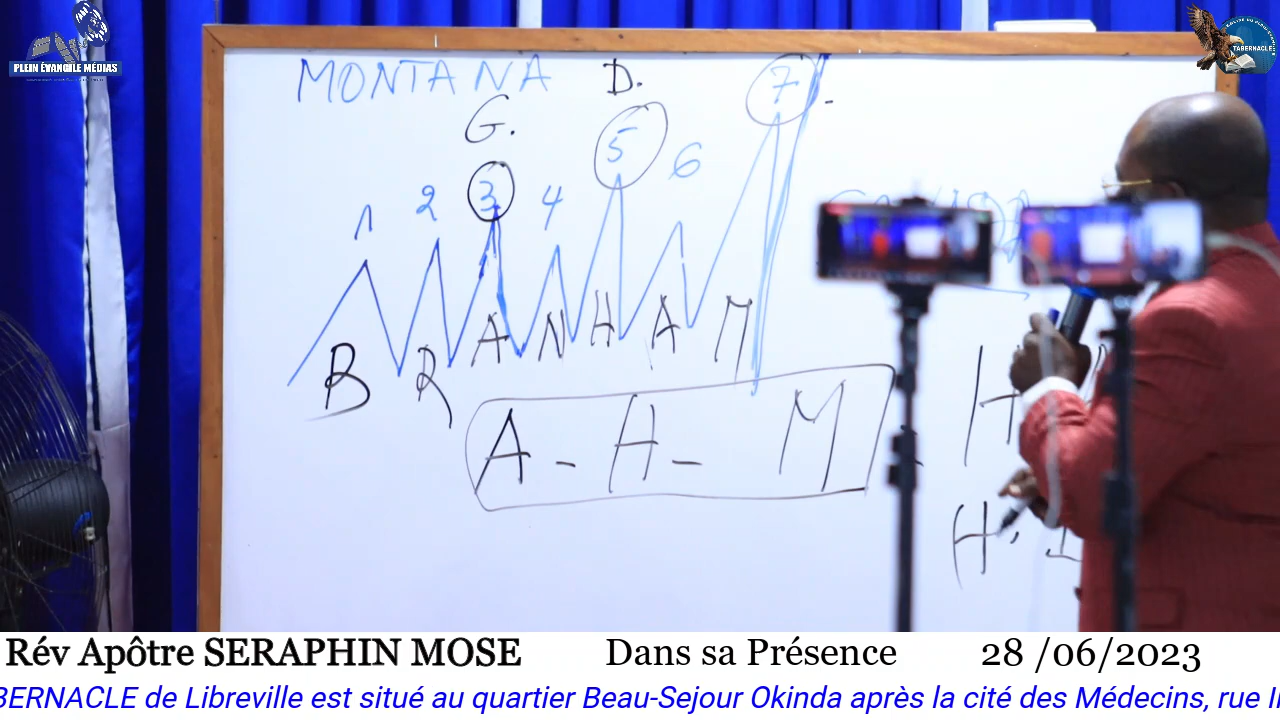 PLEIN ÉVANGILE MÉDIAS
TABERNACLE
MONTANA
G.
D.
1 2 3 4 5 6 7
B R A N H A M
A - H - M
H
H.
Rév Apôtre SERAPHIN MOSE Dans sa Présence 28 /06/2023
BERNACLE de Libreville est situé au quartier Beau-Sejour Okinda après la cité des Médecins, rue